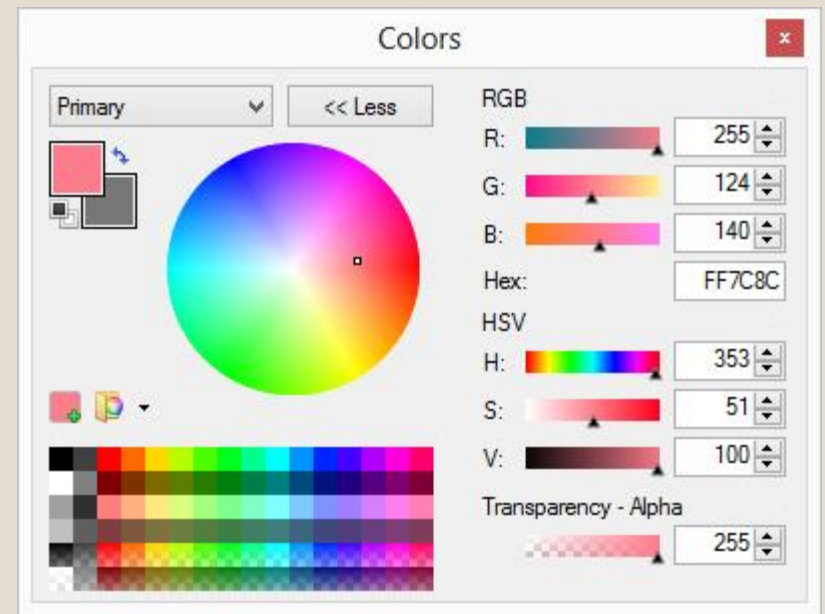 Colors
x
Primary
<< Less
RGB
R: 255
G: 124
B: 140
Hex: FF7C8C
HSV
H: 353
S: 51
V: 100
Transparency - Alpha
255